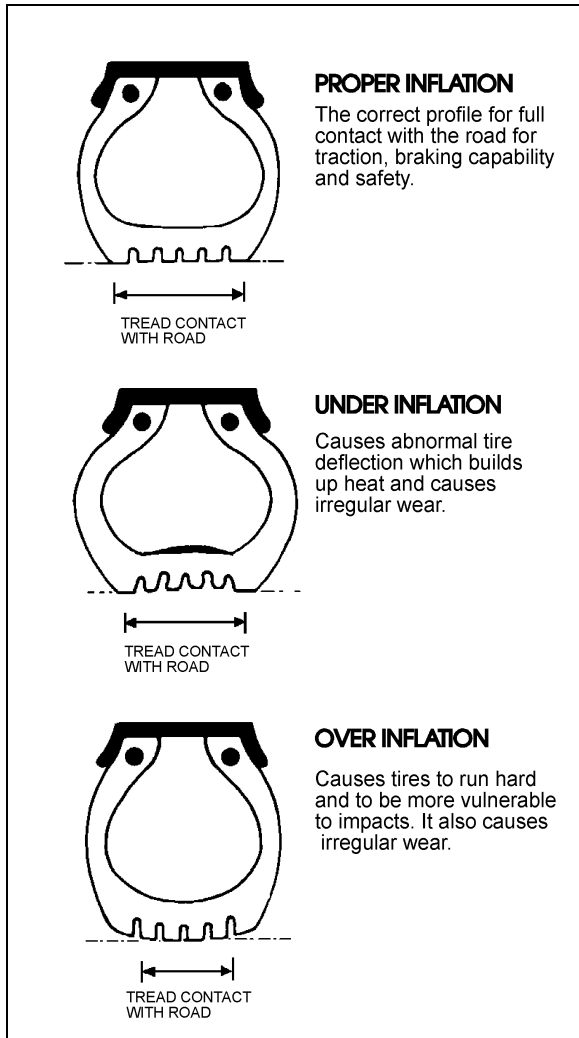 PROPER INFLATION
The correct profile for full
contact with the road for
traction, braking capability
and safety.
TREAD CONTACT
WITH ROAD
UNDER INFLATION
Causes abnormal tire
deflection which builds
up heat and causes
irregular wear.
TREAD CONTACT
WITH ROAD
OVER INFLATION
Causes tires to run hard
and to be more vulnerable
to impacts. It also causes
irregular wear.
TREAD CONTACT
WITH ROAD